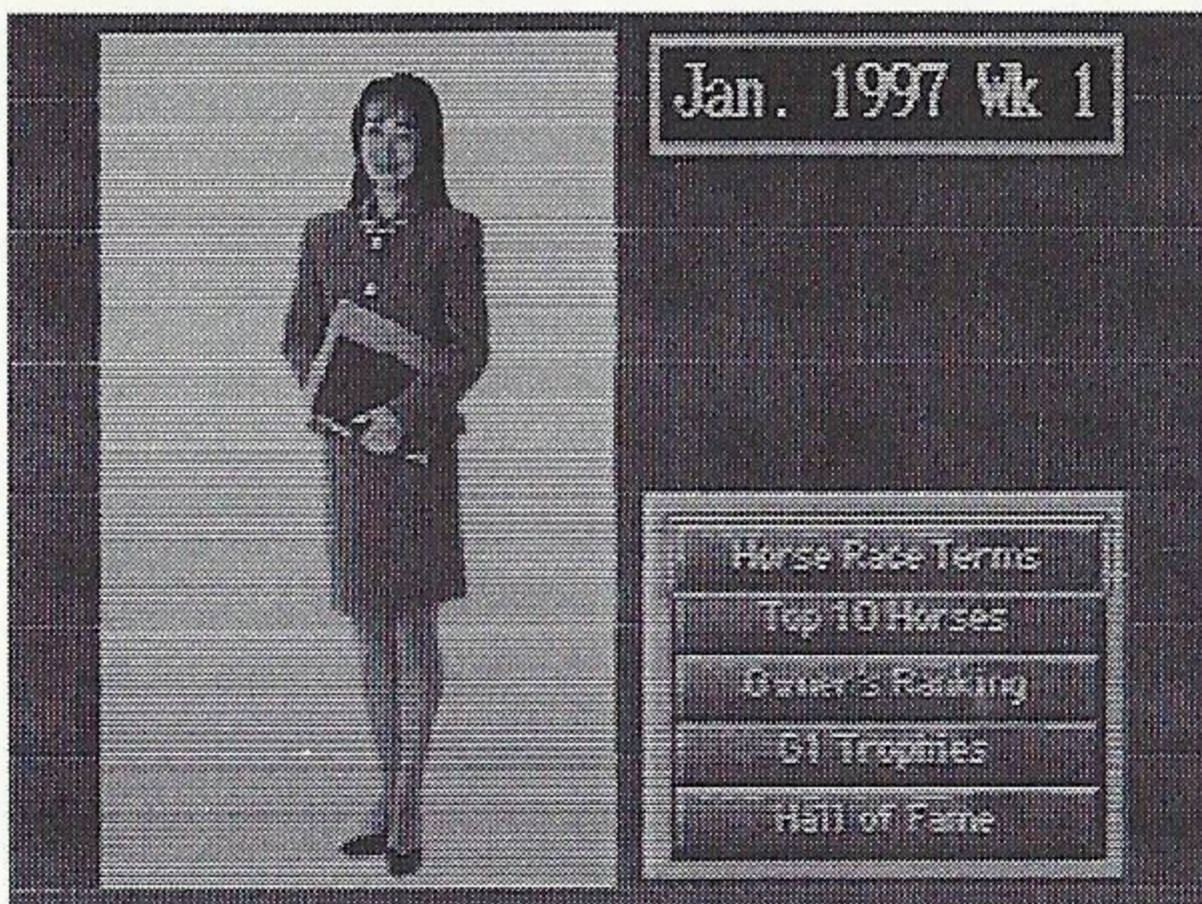 Jan. 1997 Wk 1
Horse Race Terms
Top 10 Horses
Owner's Ranking
G1 Trophies
Hall of Fame